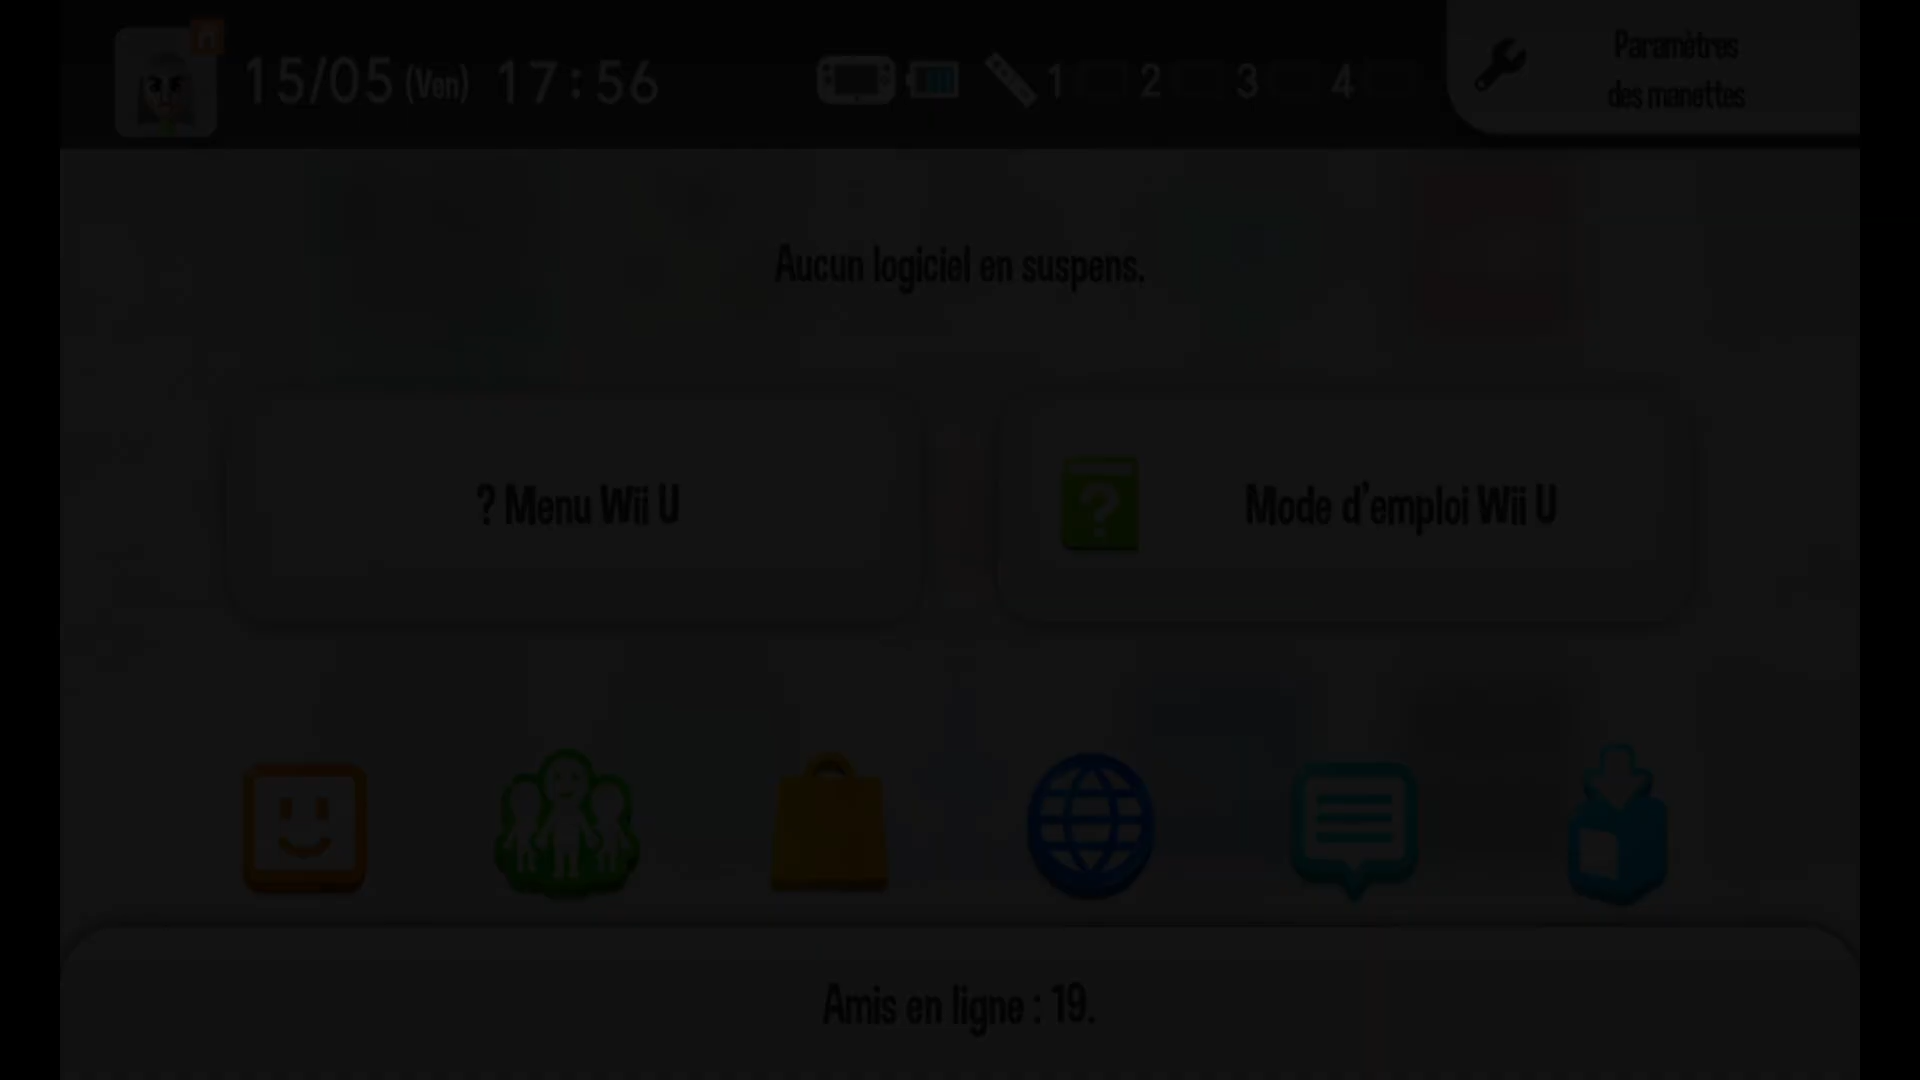 15/05 (Ven) 17:56
1 2 3 4
Paramètres
des manettes
Aucun logiciel en suspens.
? Menu Wii U
? Mode d'emploi Wii U
Amis en ligne : 19.